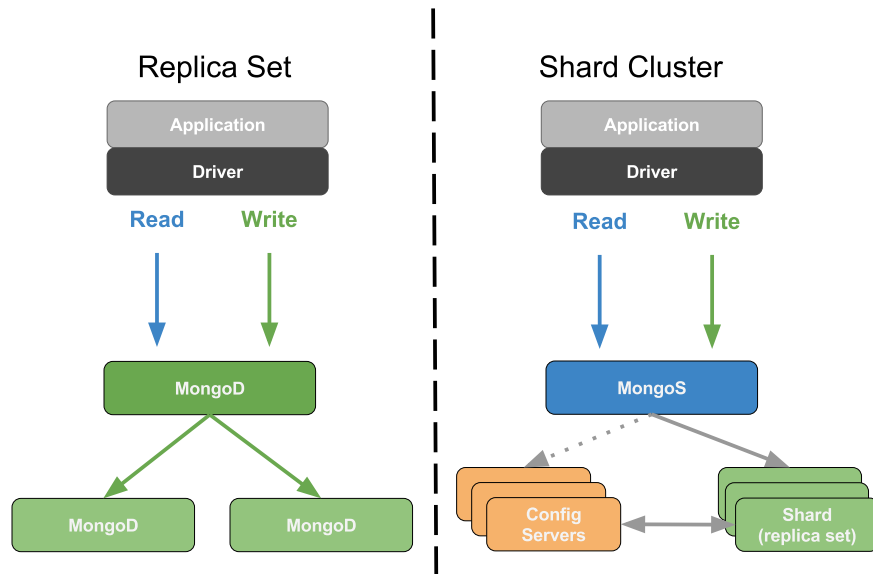 Replica Set
Application
Driver
Read Write
MongoD
MongoD MongoD
Shard Cluster
Application
Driver
Read Write
MongoS
Config
Servers
Shard
(replica set)